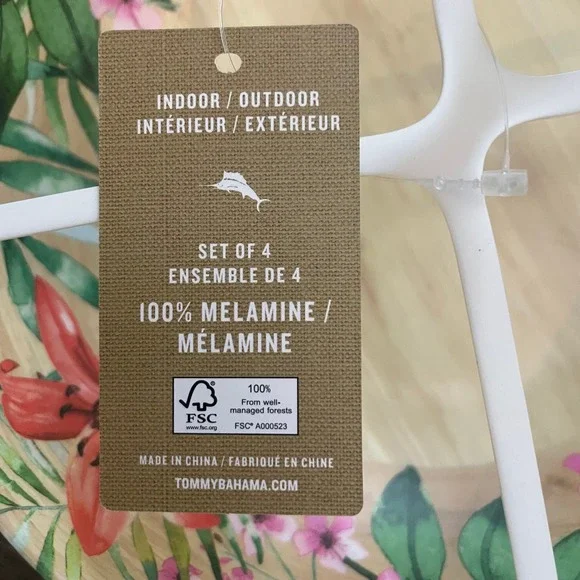 INDOOR / OUTDOOR
INTÉRIEUR / EXTÉRIEUR
SET OF 4
ENSEMBLE DE 4
100% MELAMINE /
MÉLAMINE
FSC
www.fsc.org
100%
From well-
managed forests
FSC® A000523
MADE IN CHINA / FABRIQUÉ EN CHINE
TOMMYBAHAMA.COM